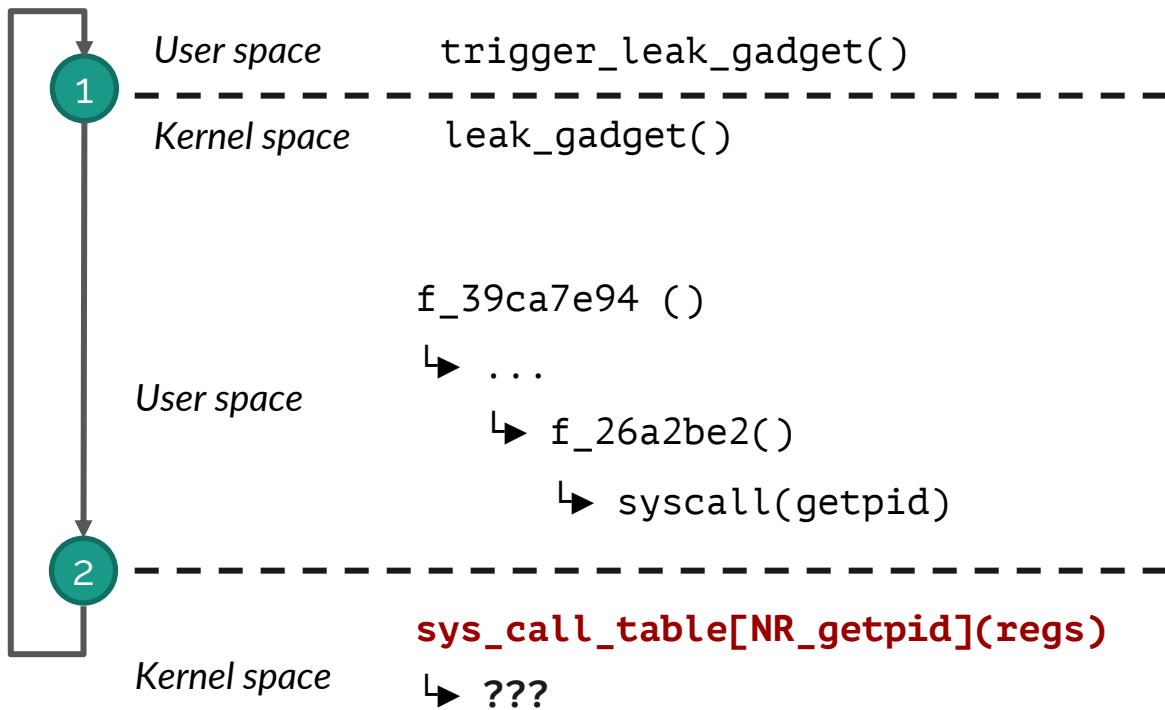 User space trigger_leak_gadget()
1
Kernel space leak_gadget()
f_39ca7e94 ()
...
User space
f_26a2be2()
syscall(getpid)
2
sys_call_table[NR_getpid](regs)
Kernel space
???